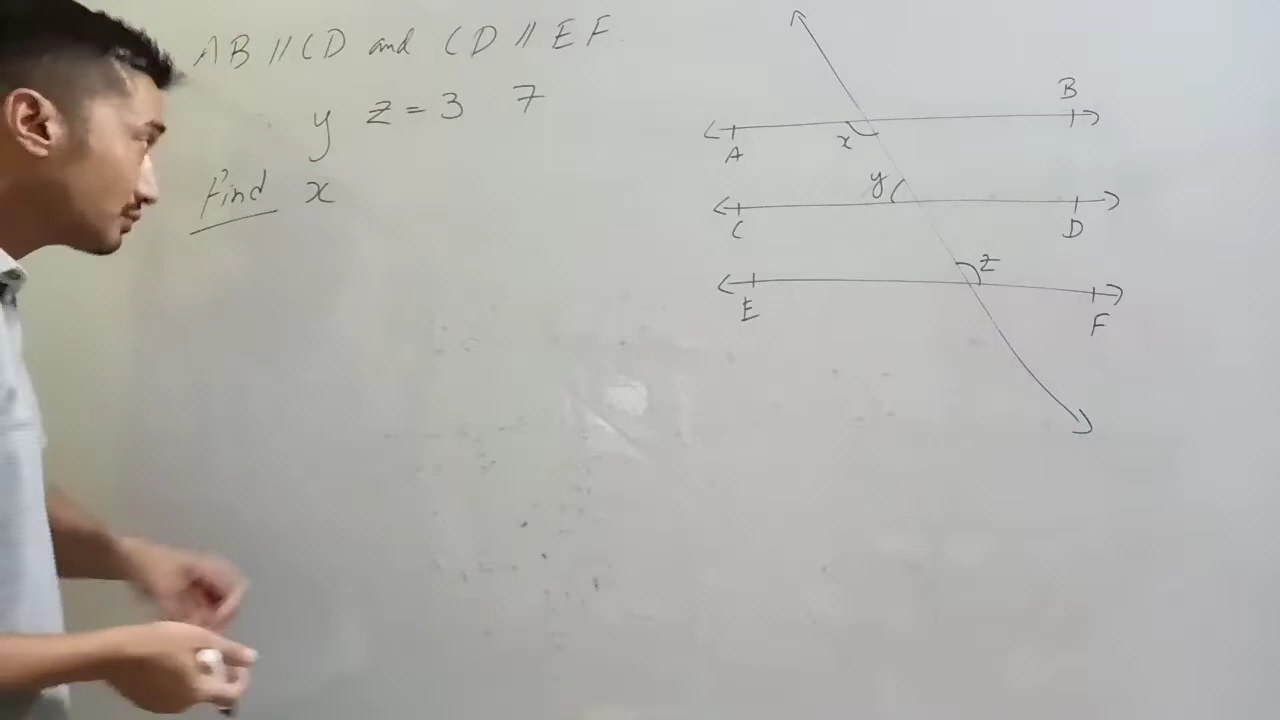 AB // CD and CD // EF.
y z = 3 7
Find x
B
A
x
y
C
D
z
E
F